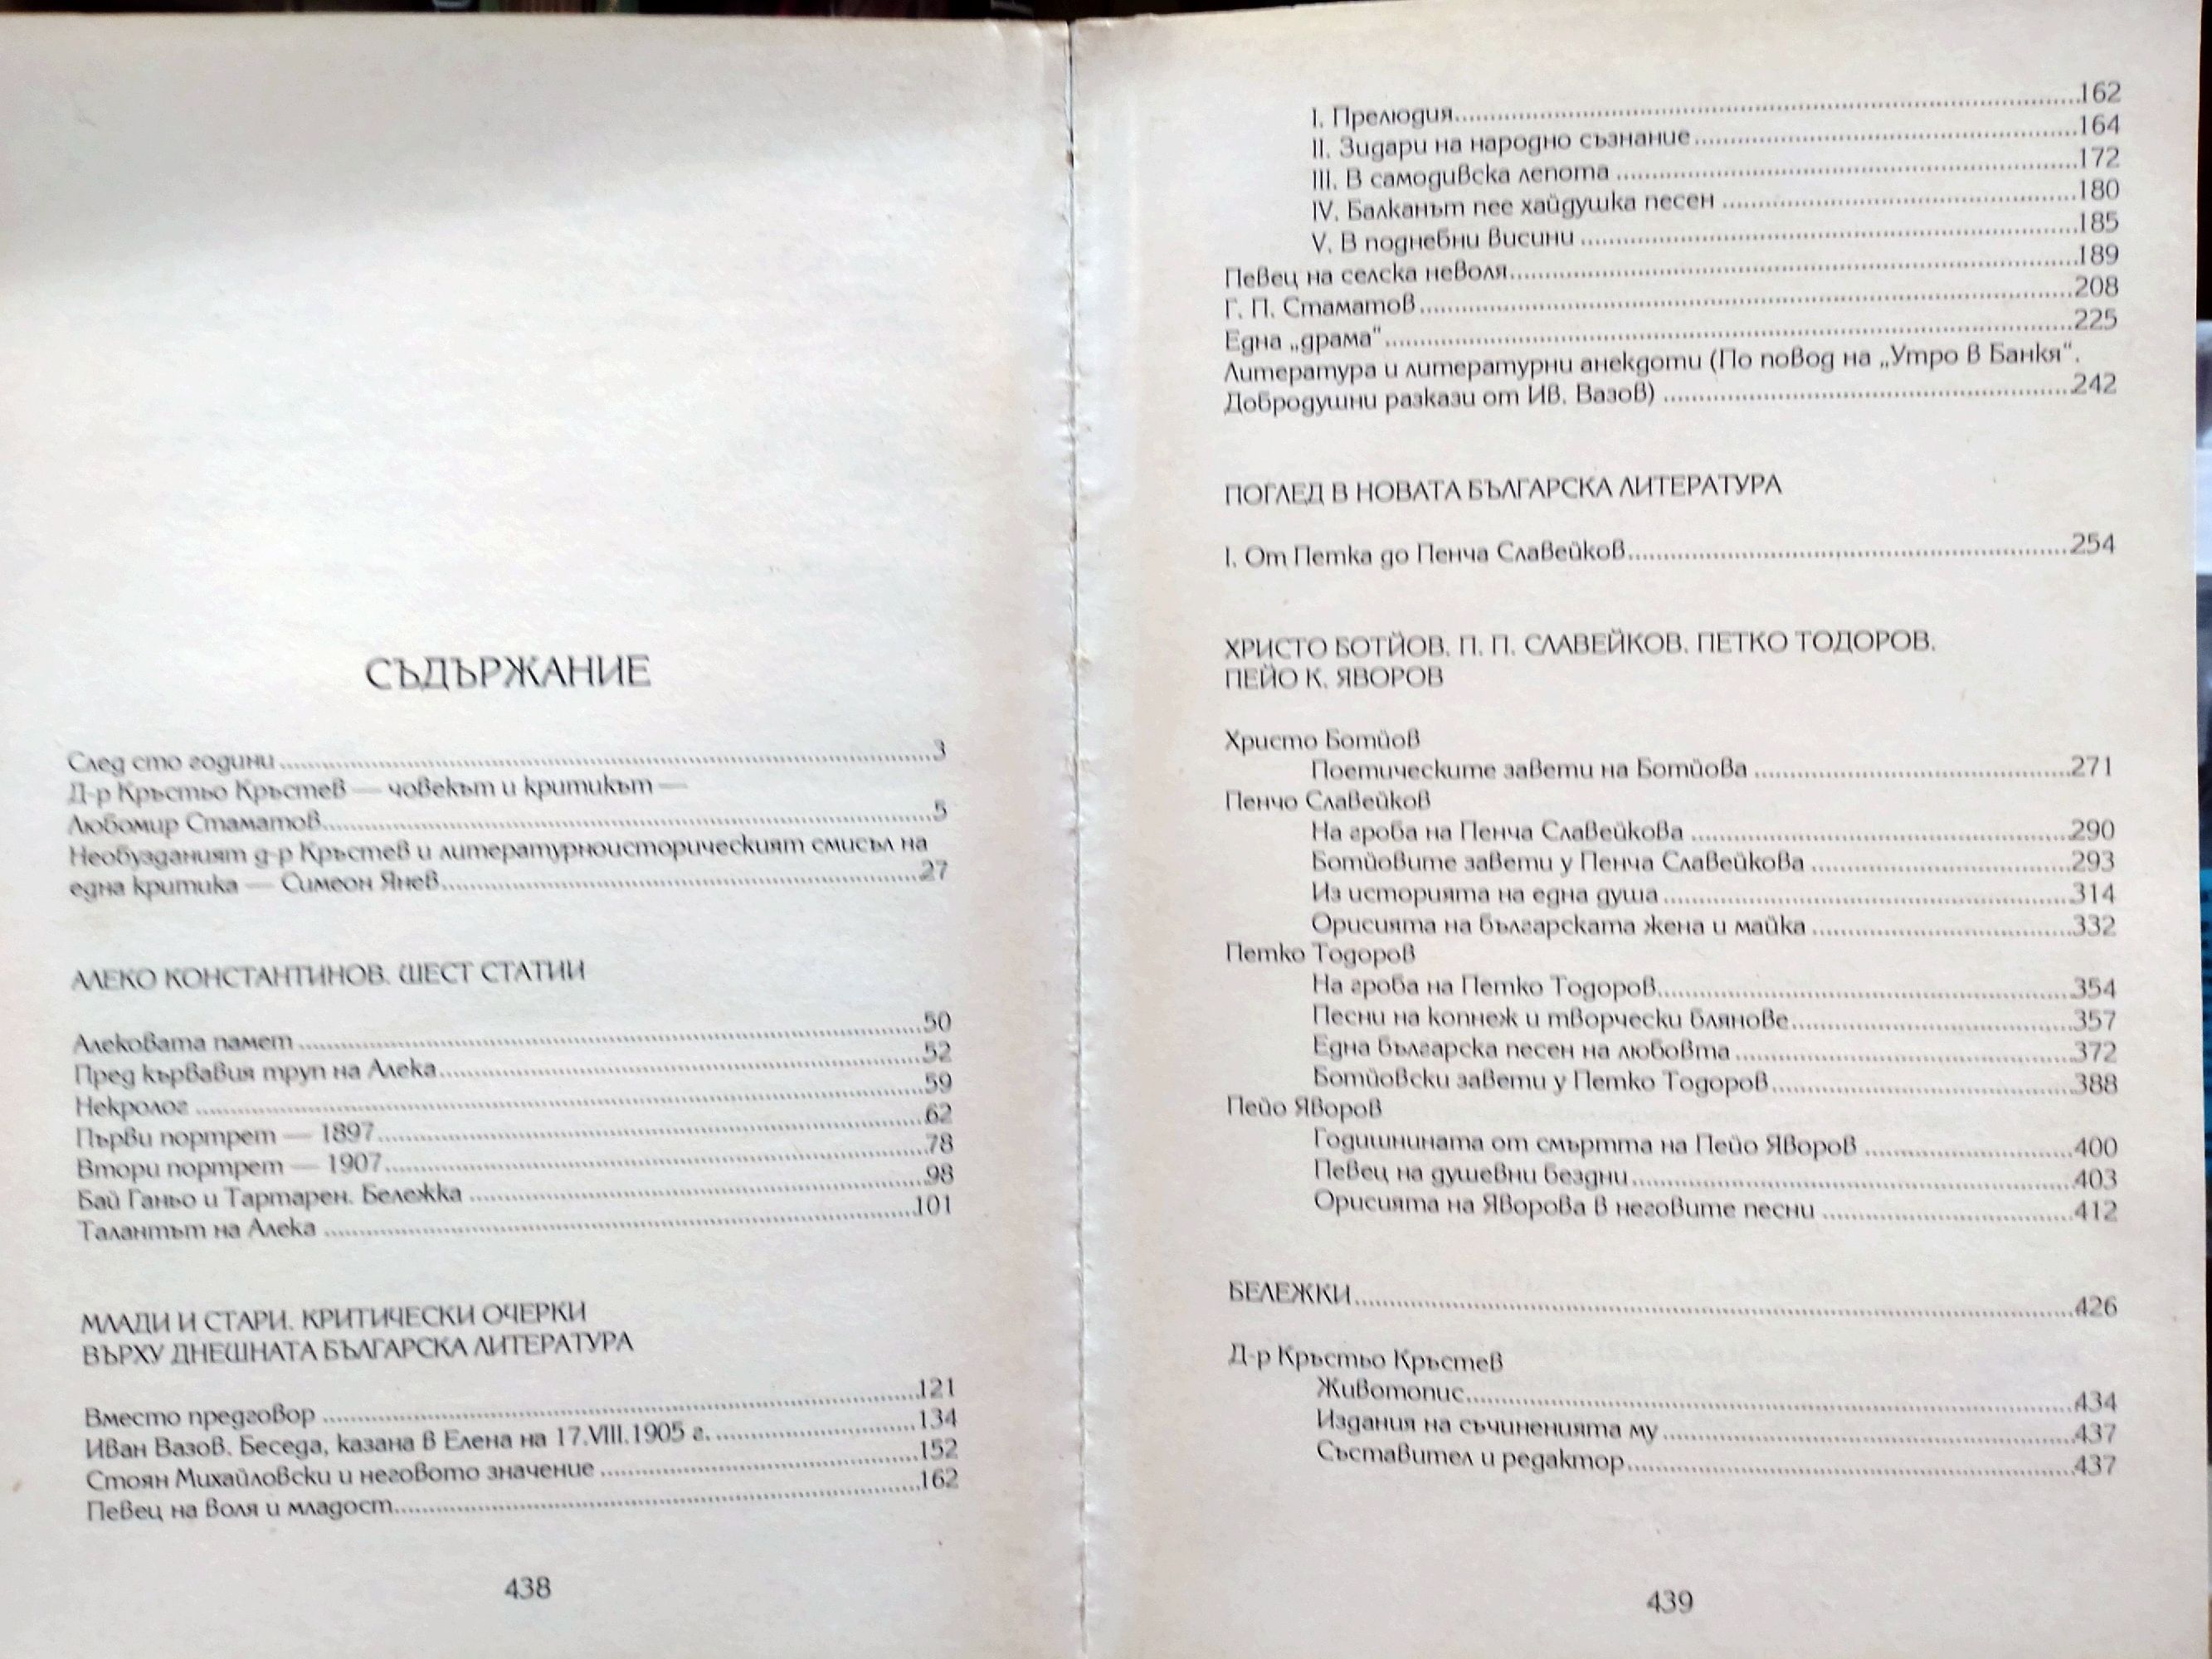 СЪДЪРЖАНИЕ
След сто години ........ 3
Д-р Кръстьо Кръстев — човекът и критикът —
Любомир Стаматов ........ 5
Необузданият д-р Кръстев и литературноисторическият смисъл на
една критика — Симеон Янев ........ 27
АЛЕКО КОНСТАНТИНОВ. ШЕСТ СТАТИИ
Алековата памет ........ 50
Пред кървавия труп на Алека ........ 52
Некролог ........ 59
Първи портрет — 1897 ........ 62
Втори портрет — 1907 ........ 78
Бай Ганьо и Тартарен. Бележка ........ 98
Талантът на Алека ........ 101
МЛАДИ И СТАРИ. КРИТИЧЕСКИ ОЧЕРКИ
ВЪРХУ ДНЕШНАТА БЪЛГАРСКА ЛИТЕРАТУРА
Вместо предговор ........ 121
Иван Вазов. Беседа, казана в Елена на 17.VIII.1905 г. ........ 134
Стоян Михайловски и неговото значение ........ 152
Певец на воля и младост ........ 162
438
I. Прелюдия ........ 162
II. Зидари на народно съзнание ........ 164
III. В самодивска лепота ........ 172
IV. Балканът пее хайдушка песен ........ 180
V. В поднебни висини ........ 185
Певец на селска неволя ........ 189
Г. П. Стаматов ........ 208
Една „драма“ ........ 225
Литература и литературни анекдоти (По повод на „Утро в Банкя“.
Добродушни разкази от Ив. Вазов) ........ 242
ПОГЛЕД В НОВАТА БЪЛГАРСКА ЛИТЕРАТУРА
I. От Петка до Пенча Славейков ........ 254
ХРИСТО БОТЙОВ. П. П. СЛАВЕЙКОВ. ПЕТКО ТОДОРОВ.
ПЕЙО К. ЯВОРОВ
Христо Ботйов
Поетическите завети на Ботйова ........ 271
Пенчо Славейков
На гроба на Пенча Славейкова ........ 290
Ботйовите завети у Пенча Славейкова ........ 293
Из историята на една душа ........ 314
Орисията на българската жена и майка ........ 332
Петко Тодоров
На гроба на Петко Тодоров ........ 354
Песни на копнеж и творчески блянове ........ 357
Една българска песен на любовта ........ 372
Ботйовски завети у Петко Тодоров ........ 388
Пейо Яворов
Годишнината от смъртта на Пейо Яворов ........ 400
Певец на душевни бездни ........ 403
Орисията на Яворова в неговите песни ........ 412
БЕЛЕЖКИ ........ 426
Д-р Кръстьо Кръстев
Животопис ........ 434
Издания на съчиненията му ........ 437
Съставител и редактор ........ 437
439